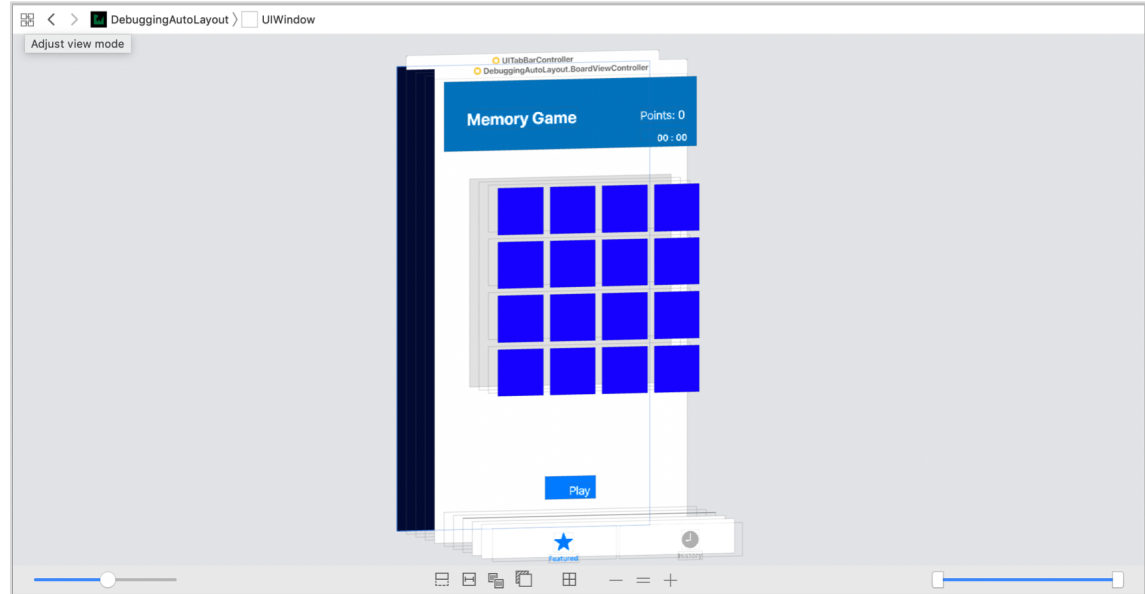 DebuggingAutoLayout
UIWindow
Adjust view mode
UITabBarController
DebuggingAutoLayout.BoardViewController
Memory Game
Points: 0
00 : 00
Play
Featured
History